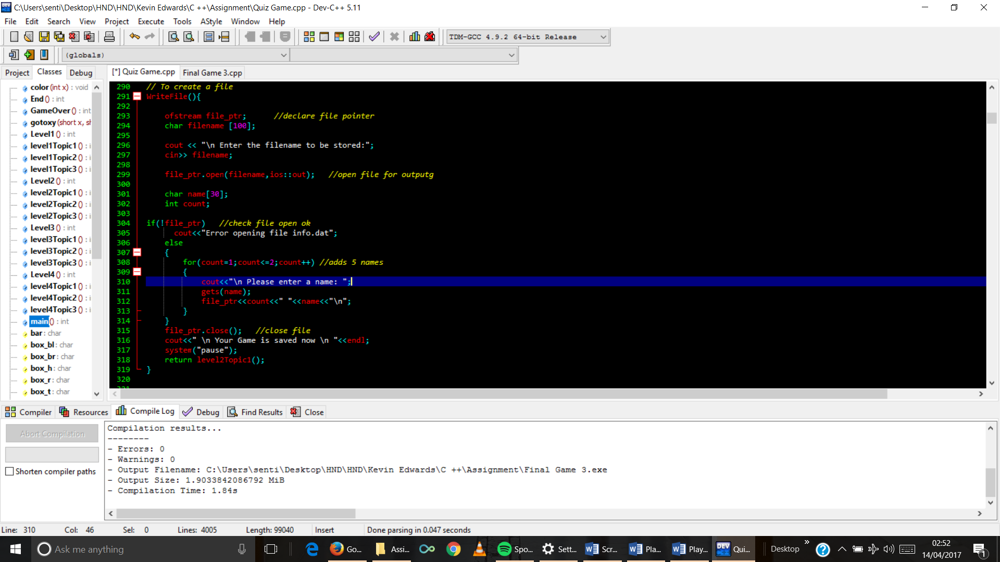 C:\Users\senti\Desktop\HND\HND\Kevin Edwards\C ++\Assignment\Quiz Game.cpp - Dev-C++ 5.11
File Edit Search View Project Execute Tools AStyle Window Help
TDM-GCC 4.9.2 64-bit Release
(globals)
Project Classes Debug
[*] Quiz Game.cpp Final Game 3.cpp
color (int x) : void
End () : int
GameOver () : int
gotoxy (short x, sh
Level1 () : int
level1Topic1 () : i
level1Topic2 () : i
level1Topic3 () : i
Level2 () : int
level2Topic1 () : i
level2Topic2 () : i
level2Topic3 () : i
Level3 () : int
level3Topic1 () : i
level3Topic2 () : i
level3Topic3 () : i
Level4 () : int
level4Topic1 () : i
level4Topic2 () : i
level4Topic3 () : i
main () : int
bar : char
box_bl : char
box_br : char
box_h : char
box_r : char
box_t : char
290 // To create a file
291 WriteFile(){
292
293 ofstream file_ptr; //declare file pointer
294 char filename [100];
295
296 cout << "\n Enter the filename to be stored:";
297 cin>> filename;
298
299 file_ptr.open(filename,ios::out); //open file for outputg
300
301 char name[30];
302 int count;
303
304 if(!file_ptr) //check file open ok
305 cout<<"Error opening file info.dat";
306 else
307 {
308 for(count=1;count<=2;count++) //adds 5 names
309 {
310 cout<<"\n Please enter a name: ";
311 gets(name);
312 file_ptr<<count<<" "<<name<<"\n";
313 }
314 }
315 file_ptr.close(); //close file
316 cout<<" \n Your Game is saved now \n "<<endl;
317 system("pause");
318 return level2Topic1();
319 }
320
321
Compiler Resources Compile Log Debug Find Results Close
Abort Compilation
Shorten compiler paths
Compilation results...
--------
- Errors: 0
- Warnings: 0
- Output Filename: C:\Users\senti\Desktop\HND\HND\Kevin Edwards\C ++\Assignment\Final Game 3.exe
- Output Size: 1.9033842086792 MiB
- Compilation Time: 1.84s
Line: 310 Col: 46 Sel: 0 Lines: 4005 Length: 99040 Insert Done parsing in 0.047 seconds
Ask me anything
Go... Assi... Spo... Sett... Scr... Pla... Play... Qui... Desktop
02:52
14/04/2017
1